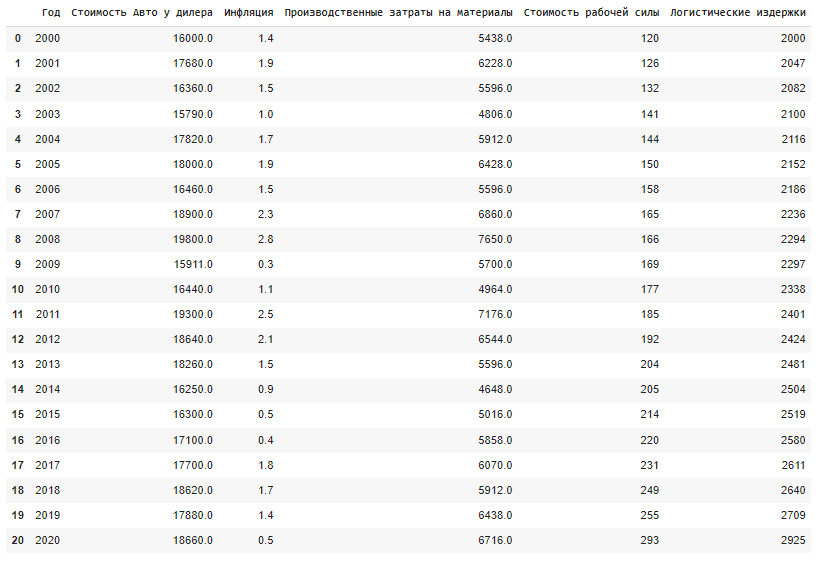 Год Стоимость Авто у дилера Инфляция Производственные затраты на материалы Стоимость рабочей силы Логистические издержки
0 2000 16000.0 1.4 5438.0 120 2000
1 2001 17680.0 1.9 6228.0 126 2047
2 2002 16360.0 1.5 5596.0 132 2082
3 2003 15790.0 1.0 4806.0 141 2100
4 2004 17820.0 1.7 5912.0 144 2116
5 2005 18000.0 1.9 6428.0 150 2152
6 2006 16460.0 1.5 5596.0 158 2186
7 2007 18900.0 2.3 6860.0 165 2236
8 2008 19800.0 2.8 7650.0 166 2294
9 2009 15911.0 0.3 5700.0 169 2297
10 2010 16440.0 1.1 4964.0 177 2338
11 2011 19300.0 2.5 7176.0 185 2401
12 2012 18640.0 2.1 6544.0 192 2424
13 2013 18260.0 1.5 5596.0 204 2481
14 2014 16250.0 0.9 4648.0 205 2504
15 2015 16300.0 0.5 5016.0 214 2519
16 2016 17100.0 0.4 5858.0 220 2580
17 2017 17700.0 1.8 6070.0 231 2611
18 2018 18620.0 1.7 5912.0 249 2640
19 2019 17880.0 1.4 6438.0 255 2709
20 2020 18660.0 0.5 6716.0 293 2925